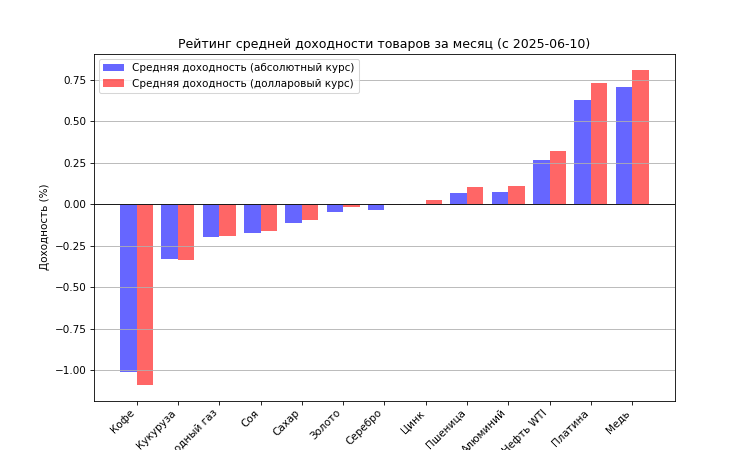 Рейтинг средней доходности товаров за месяц (с 2025-06-10)
Средняя доходность (абсолютный курс)
Средняя доходность (долларовый курс)
Доходность (%)
0.75
0.50
0.25
0.00
−0.25
−0.50
−0.75
−1.00
Кофе
Кукуруза
одный газ
Соя
Сахар
Золото
Серебро
Цинк
Пшеница
Алюминий
Нефть WTI
Платина
Медь